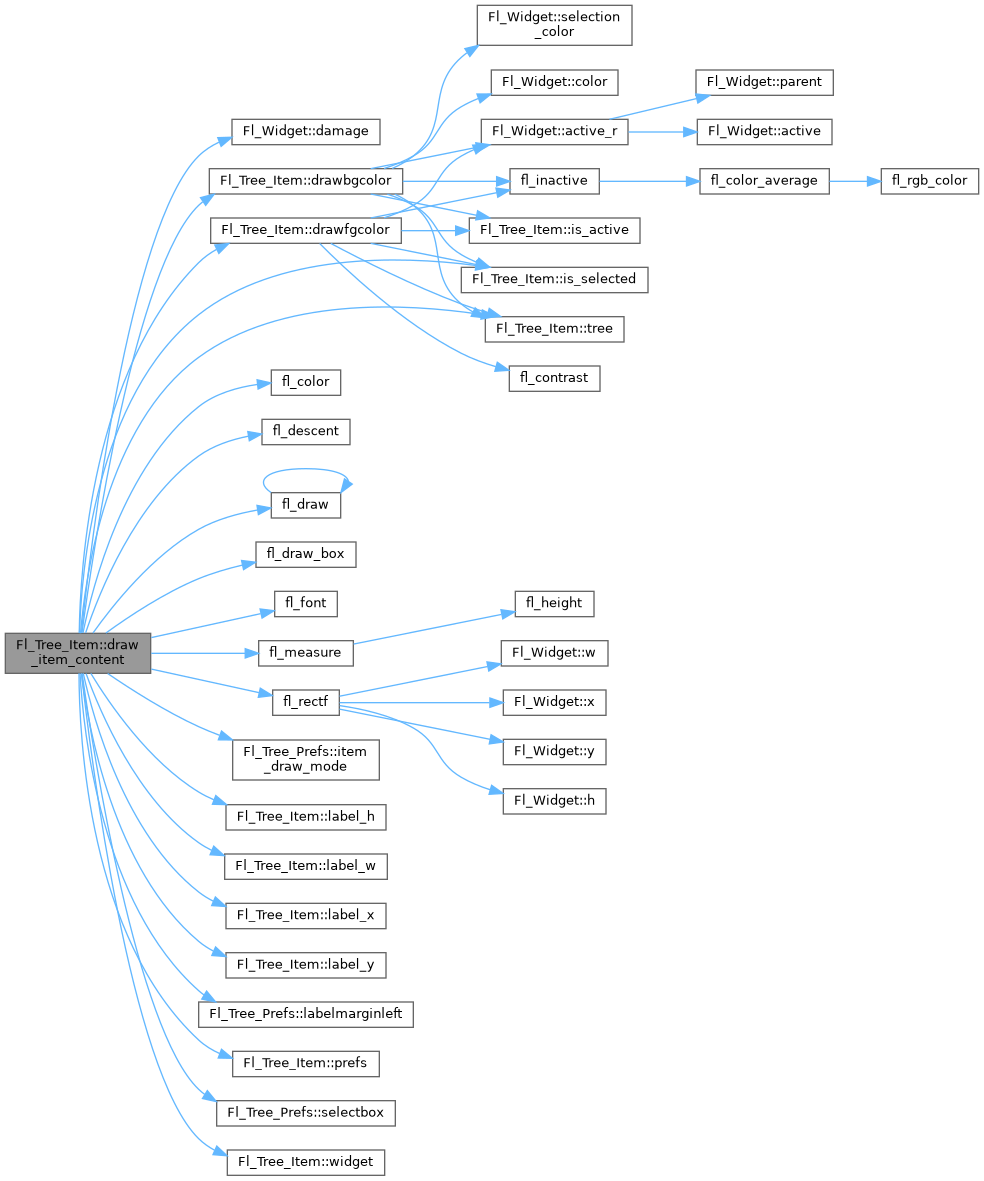 Fl_Widget::selection
_color
Fl_Widget::color
Fl_Widget::parent
Fl_Widget::damage
Fl_Widget::active_r
Fl_Widget::active
Fl_Tree_Item::drawbgcolor
fl_inactive
fl_color_average
fl_rgb_color
Fl_Tree_Item::drawfgcolor
Fl_Tree_Item::is_active
Fl_Tree_Item::is_selected
Fl_Tree_Item::tree
fl_color
fl_contrast
fl_descent
fl_draw
fl_draw_box
fl_font
fl_height
Fl_Tree_Item::draw
_item_content
fl_measure
Fl_Widget::w
fl_rectf
Fl_Widget::x
Fl_Tree_Prefs::item
_draw_mode
Fl_Widget::y
Fl_Widget::h
Fl_Tree_Item::label_h
Fl_Tree_Item::label_w
Fl_Tree_Item::label_x
Fl_Tree_Item::label_y
Fl_Tree_Prefs::labelmarginleft
Fl_Tree_Item::prefs
Fl_Tree_Prefs::selectbox
Fl_Tree_Item::widget